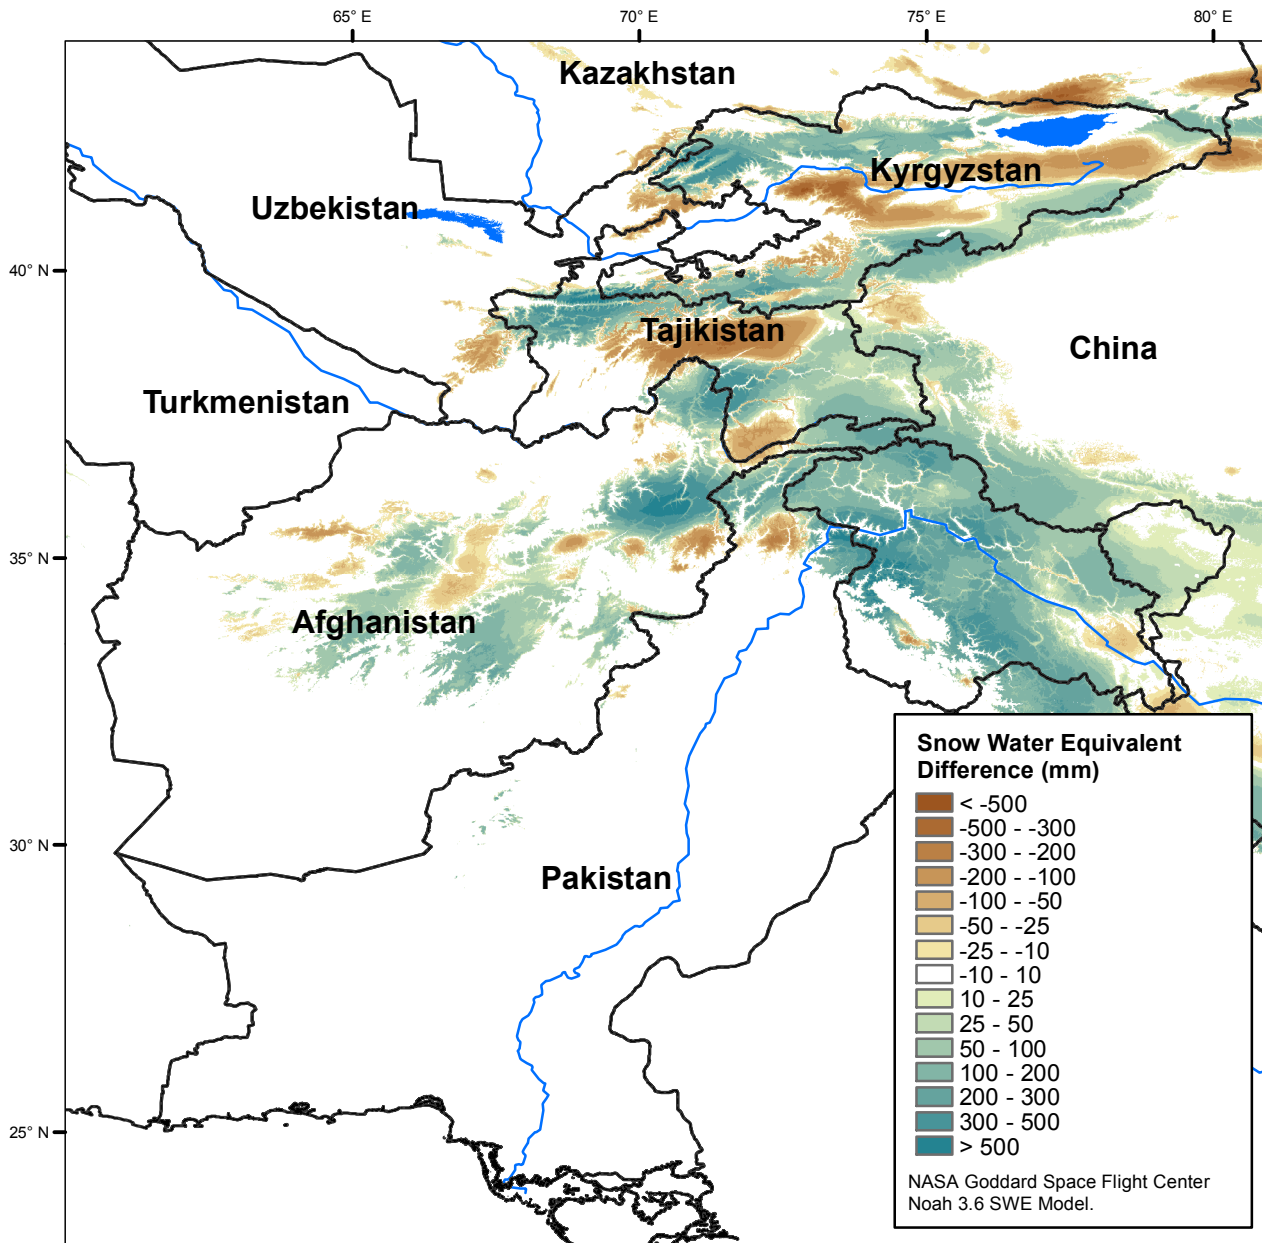 65° E
70° E
75° E
80° E
Kazakhstan
Kyrgyzstan
Uzbekistan
40° N
Tajikistan
China
Turkmenistan
35° N
Afghanistan
30° N
Pakistan
25° N
Snow Water Equivalent
Difference (mm)
< -500
-500 - -300
-300 - -200
-200 - -100
-100 - -50
-50 - -25
-25 - -10
-10 - 10
10 - 25
25 - 50
50 - 100
100 - 200
200 - 300
300 - 500
> 500
NASA Goddard Space Flight Center
Noah 3.6 SWE Model.